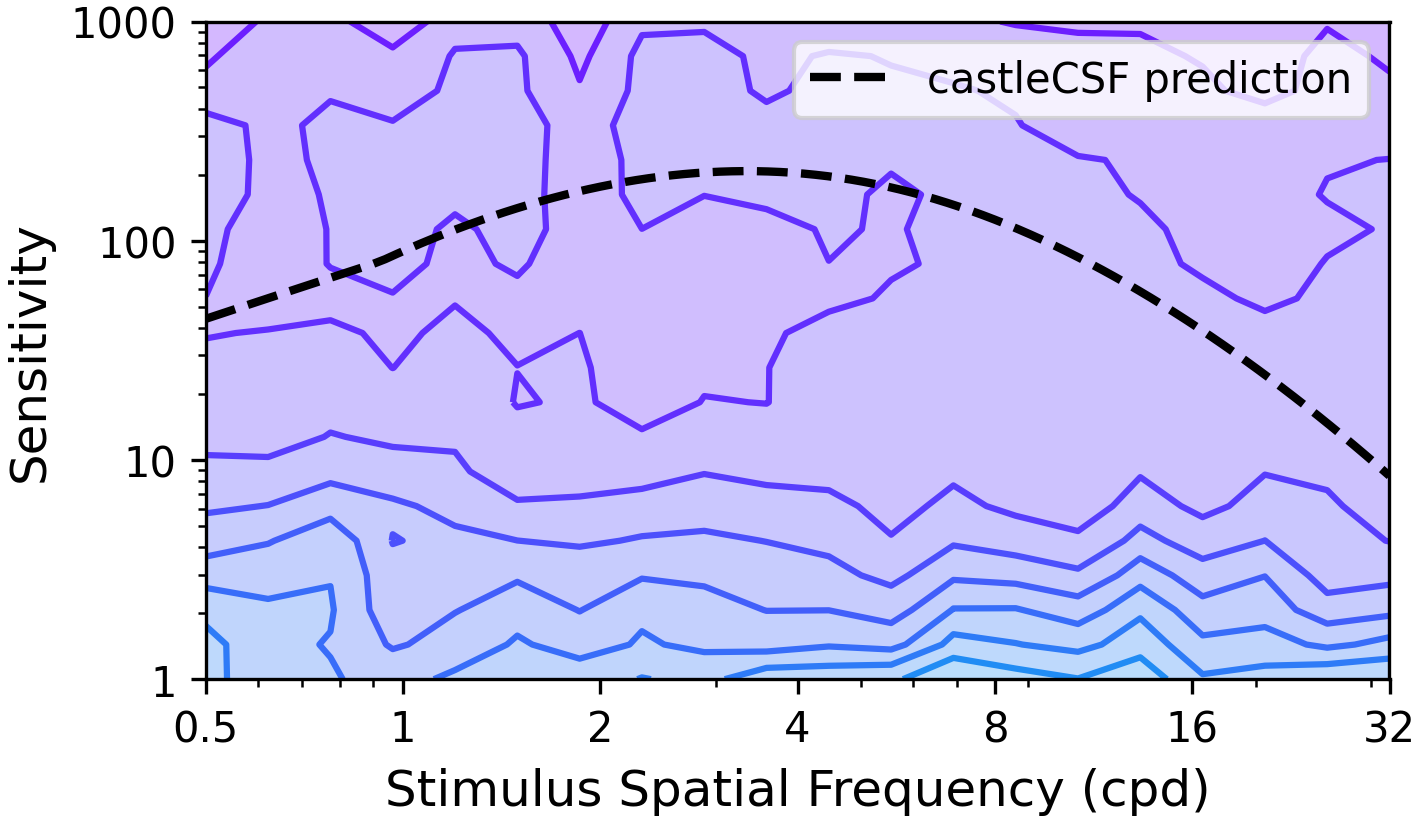 1000
100
10
1
Sensitivity
castleCSF prediction
0.5 1 2 4 8 16 32
Stimulus Spatial Frequency (cpd)